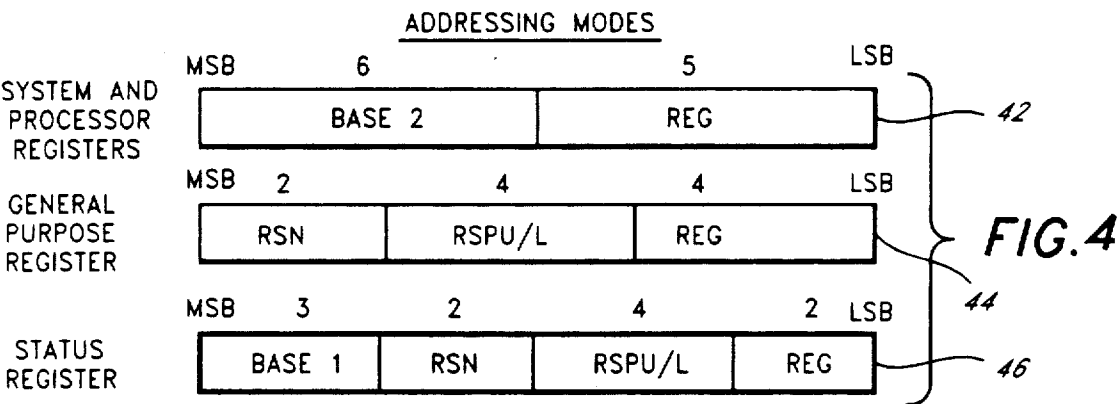 ADDRESSING MODES
MSB 6 5 LSB
SYSTEM AND
PROCESSOR
REGISTERS
BASE 2 REG
42
MSB 2 4 4 LSB
GENERAL
PURPOSE
REGISTER
RSN RSPU/L REG
44
FIG.4
MSB 3 2 4 2 LSB
STATUS
REGISTER
BASE 1 RSN RSPU/L REG
46